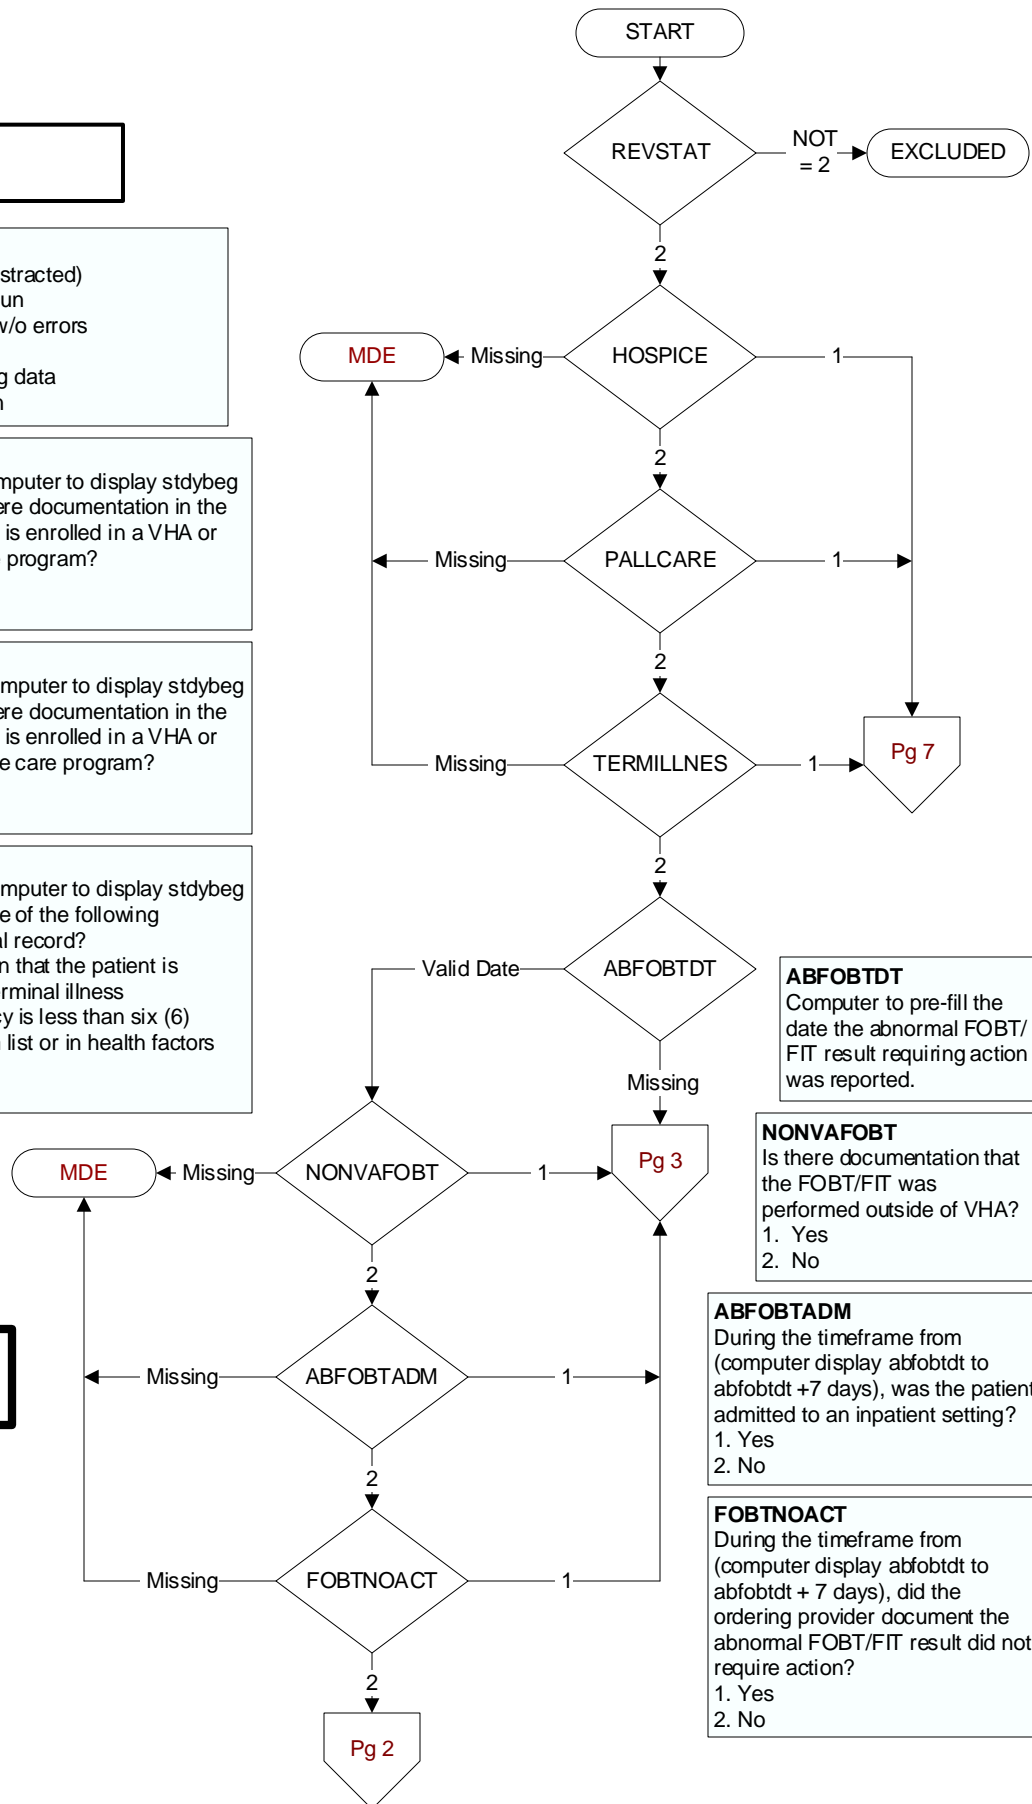 START
REVSTAT
NOT
= 2
EXCLUDED
2
stracted)
un
w/o errors
g data
n
MDE
Missing
HOSPICE
1
2
mputer to display stdybeg
ere documentation in the
is enrolled in a VHA or
program?
Missing
PALLCARE
1
2
mputer to display stdybeg
ere documentation in the
is enrolled in a VHA or
e care program?
Missing
TERMILLNES
1
Pg 7
2
mputer to display stdybeg
e of the following
al record?
n that the patient is
erminal illness
cy is less than six (6)
list or in health factors
Valid Date
ABFOBTDT
Missing
ABFOBTDT
Computer to pre-fill the
date the abnormal FOBT/
FIT result requiring action
was reported.
MDE
Missing
NONVAFOBT
1
Pg 3
2
NONVAFOBT
Is there documentation that
the FOBT/FIT was
performed outside of VHA?
1. Yes
2. No
Missing
ABFOBTADM
1
2
ABFOBTADM
During the timeframe from
(computer display abfobtdt to
abfobtdt +7 days), was the patient
admitted to an inpatient setting?
1. Yes
2. No
Missing
FOBTNOACT
1
2
FOBTNOACT
During the timeframe from
(computer display abfobtdt to
abfobtdt + 7 days), did the
ordering provider document the
abnormal FOBT/FIT result did not
require action?
1. Yes
2. No
Pg 2